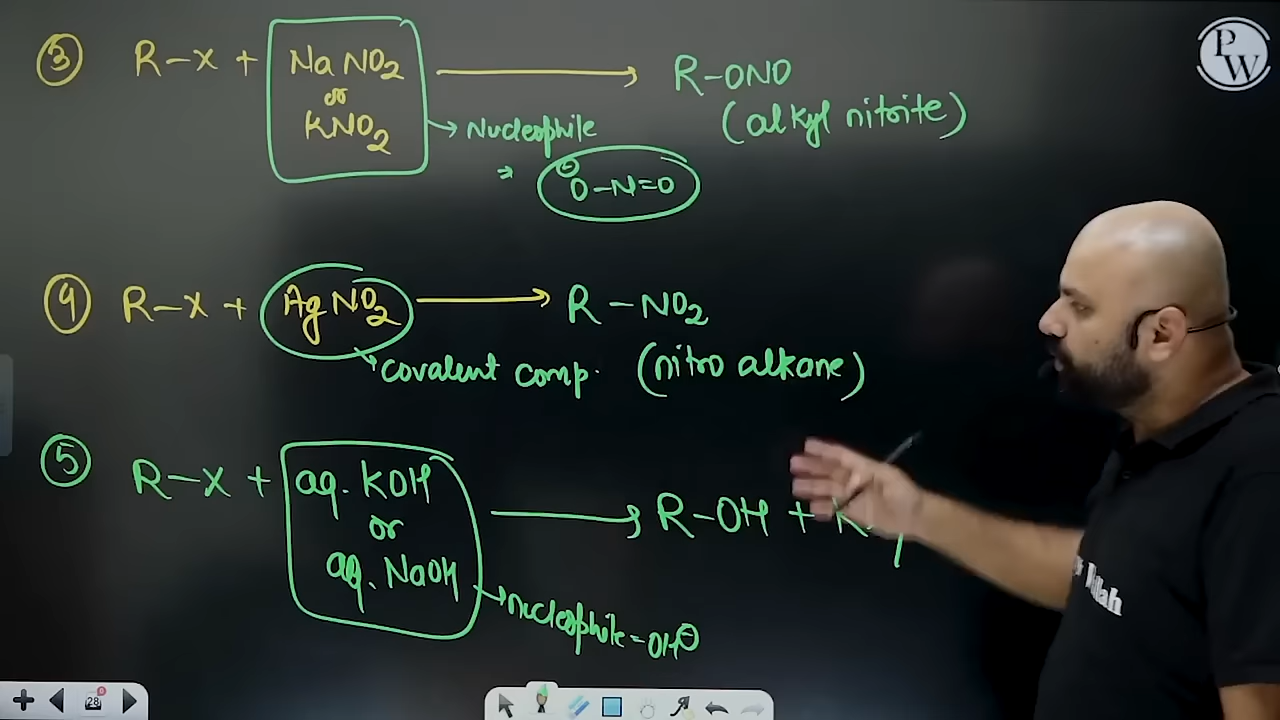 PW
③ R-X + NaNO2 or KNO2 → R-ONO
(alkyl nitrite)
→ Nucleophile
⇒ ⊖O-N=O
④ R-X + AgNO2 → R-NO2
→ covalent comp. (nitro alkane)
⑤ R-X + aq. KOH or aq. NaOH → R-OH +
→ nucleophile = OH⊖
28